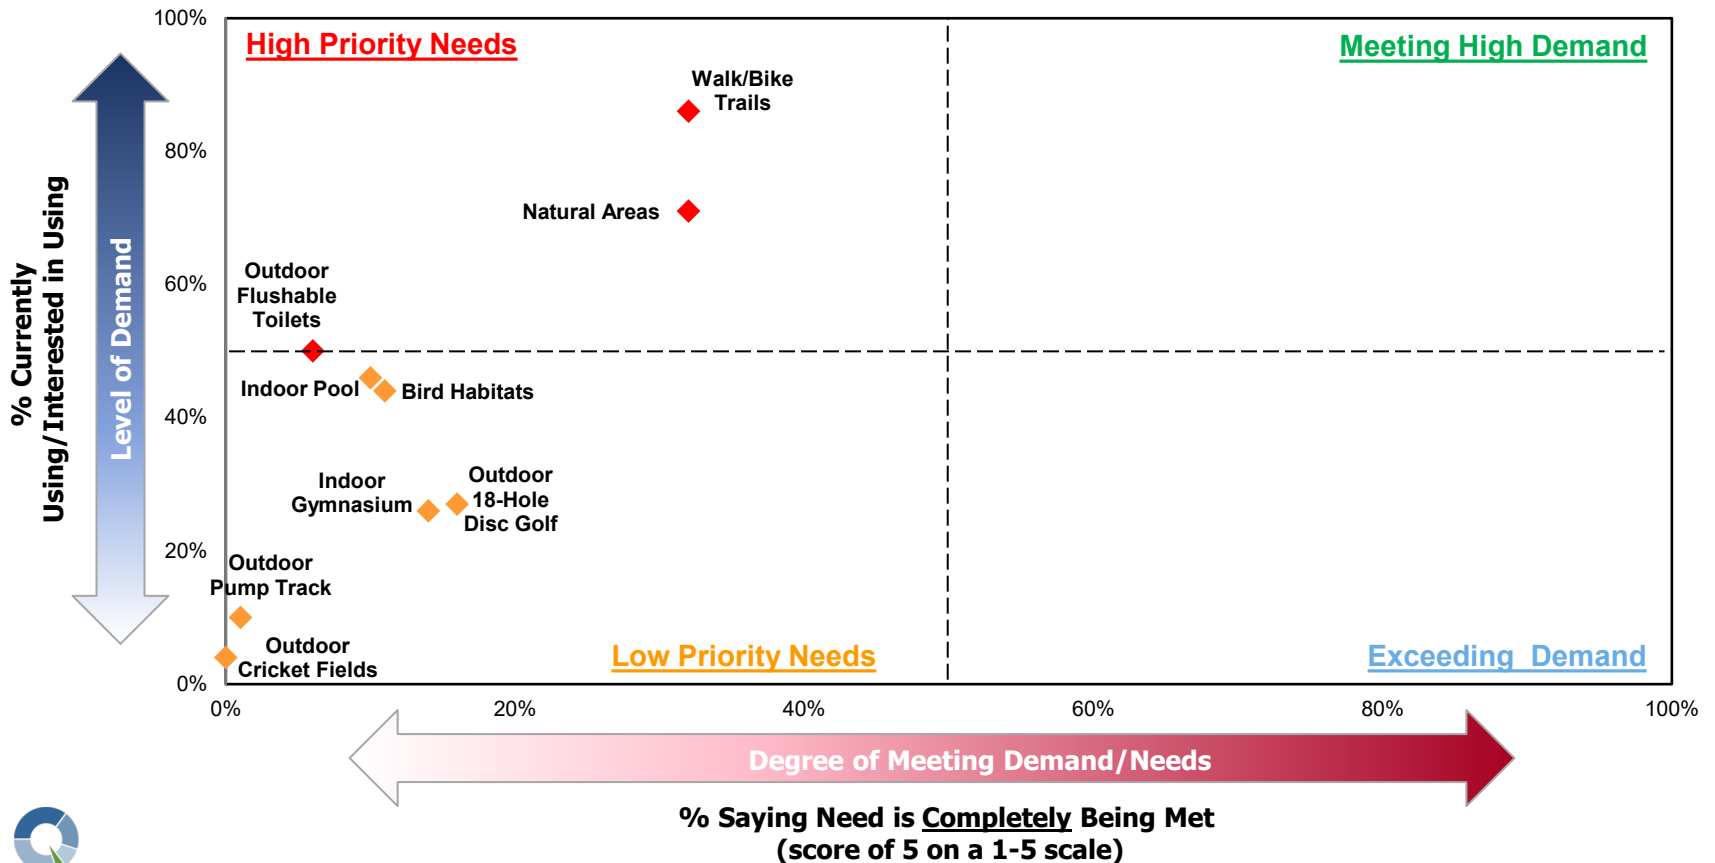 100%
High Priority Needs
Meeting High Demand
Walk/Bike
Trails
80%
Natural Areas
Outdoor
Flushable
Toilets
60%
% Currently
Using/Interested in Using
Level of Demand
Indoor Pool
Bird Habitats
40%
Indoor
Gymnasium
Outdoor
18-Hole
Disc Golf
20%
Outdoor
Pump Track
Outdoor
Cricket Fields
Low Priority Needs
Exceeding  Demand
0%
0%
20%
40%
60%
80%
100%
Degree of Meeting Demand/Needs
% Saying Need is Completely Being Met
(score of 5 on a 1-5 scale)